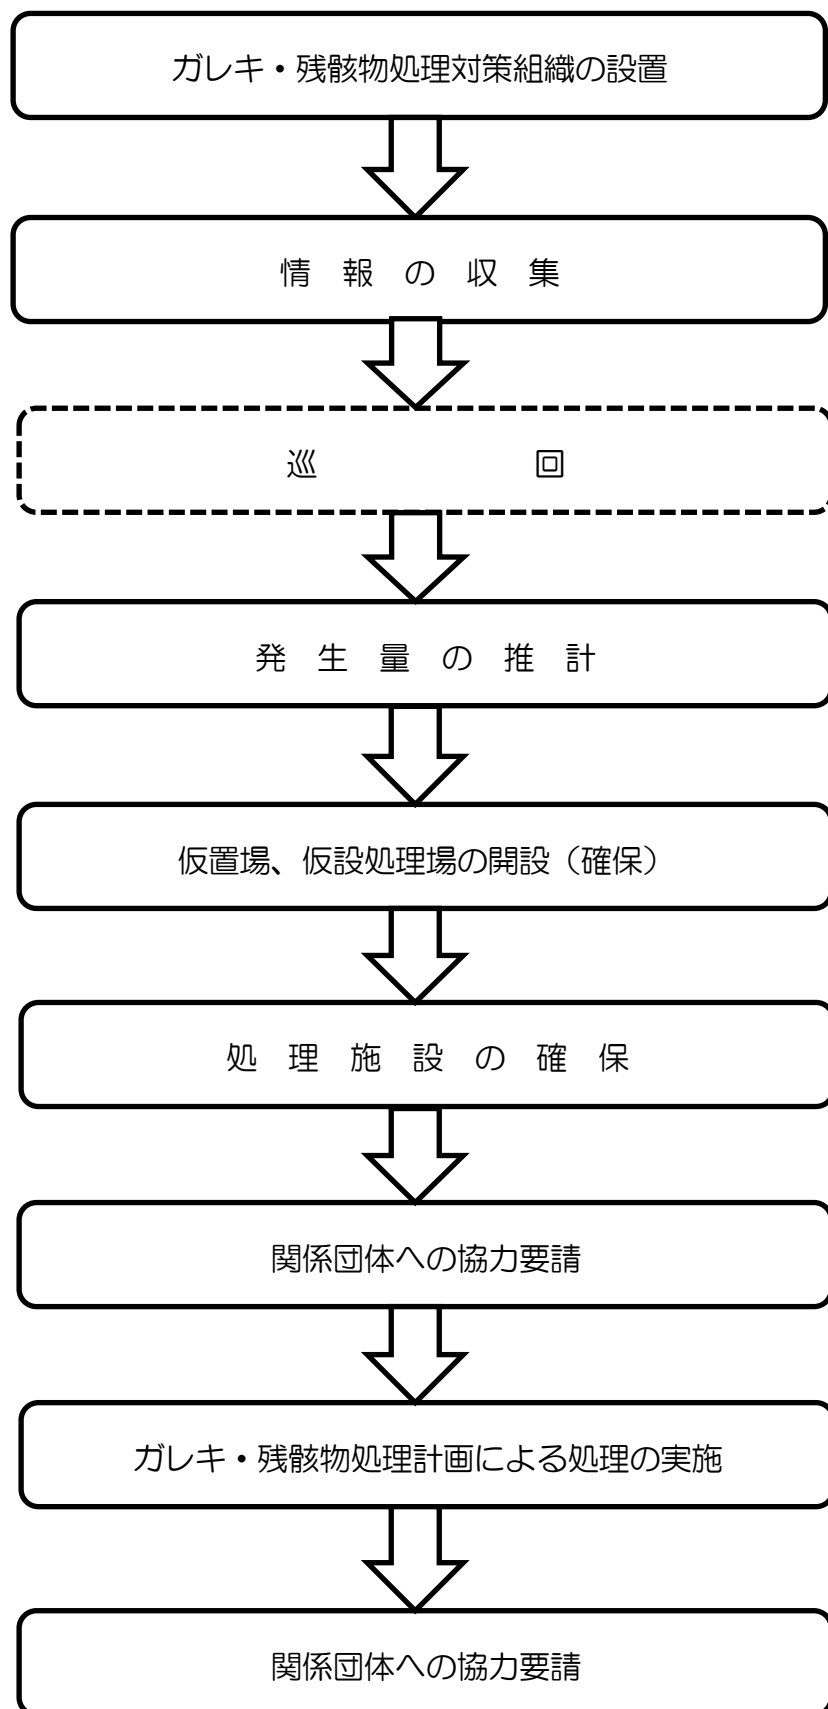 ガレキ・残骸物処理対策組織の設置
情　報　の　収　集
巡　　　　　　　回
発　生　量　の　推　計
仮置場、仮設処理場の開設（確保）
処　理　施　設　の　確　保
関係団体への協力要請
ガレキ・残骸物処理計画による処理の実施
関係団体への協力要請